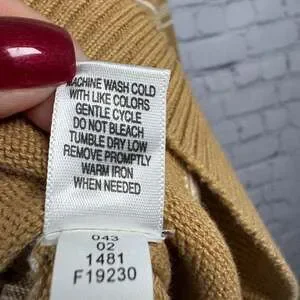 MACHINE WASH COLD
WITH LIKE COLORS
GENTLE CYCLE
DO NOT BLEACH
TUMBLE DRY LOW
REMOVE PROMPTLY
WARM IRON
WHEN NEEDED
043
02
1481
F19230